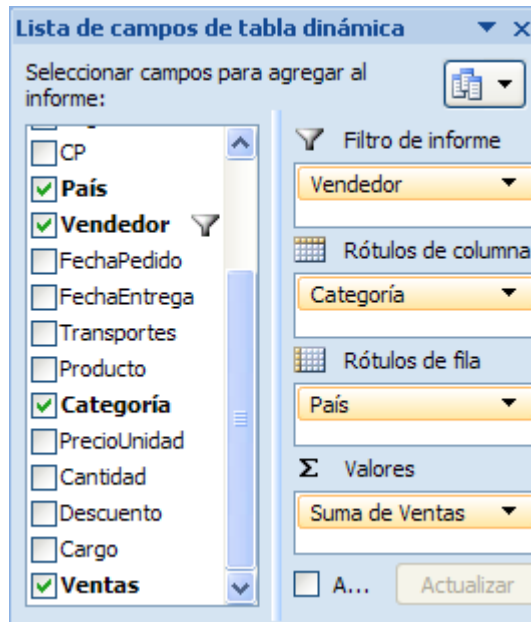 Lista de campos de tabla dinámica
Seleccionar campos para agregar al
informe:
CP
País
Vendedor
FechaPedido
FechaEntrega
Transportes
Producto
Categoría
PrecioUnidad
Cantidad
Descuento
Cargo
Ventas
Filtro de informe
Vendedor
Rótulos de columna
Categoría
Rótulos de fila
País
Σ Valores
Suma de Ventas
A...
Actualizar